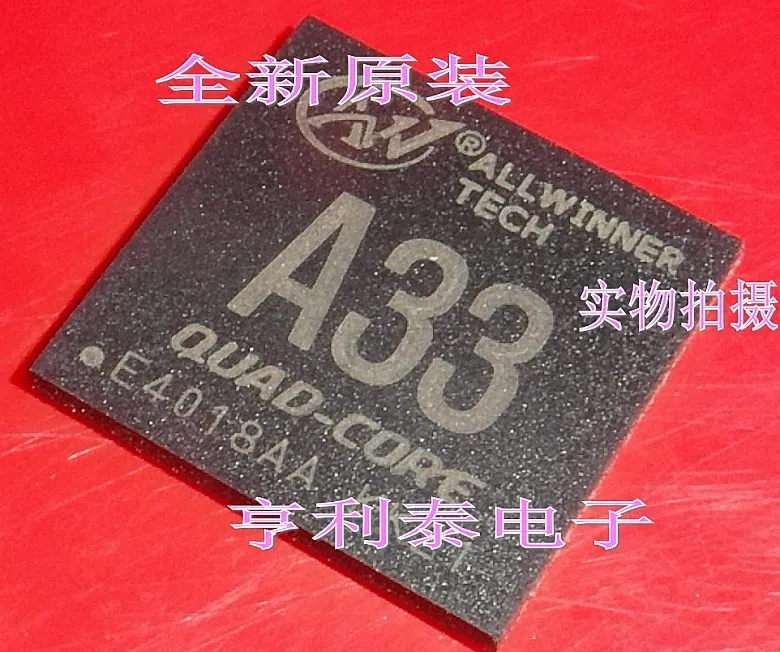 全新原装
AW
®ALLWINNER
TECH
A33
实物拍摄
QUAD-CORE
E4018AA
亨利泰电子